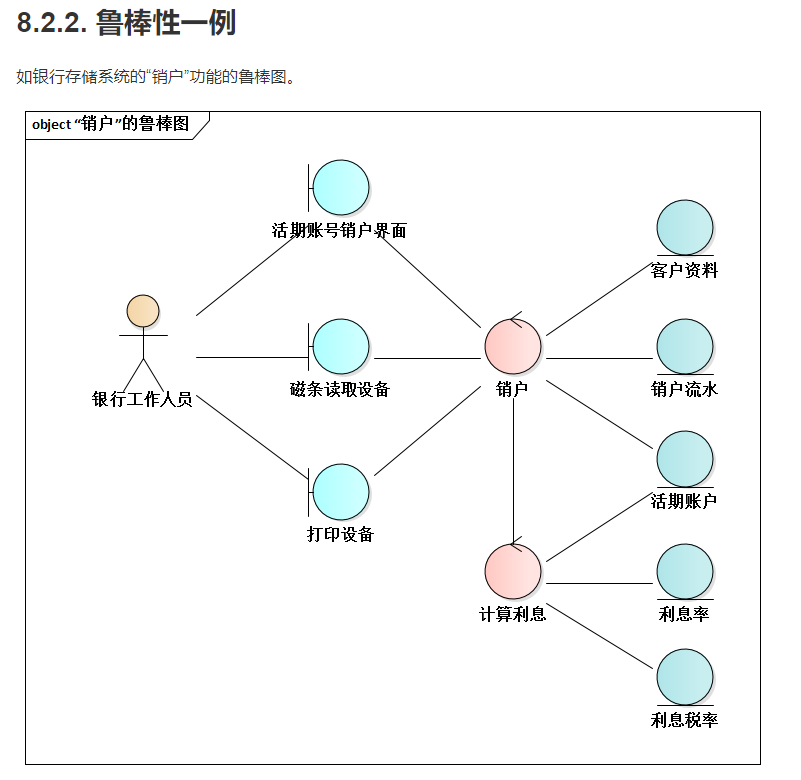 8.2.2. 鲁棒性一例
如银行存储系统的“销户”功能的鲁棒图。
object “销户”的鲁棒图
活期账号销户界面
客户资料
银行工作人员
磁条读取设备
销户
销户流水
打印设备
活期账户
计算利息
利息率
利息税率